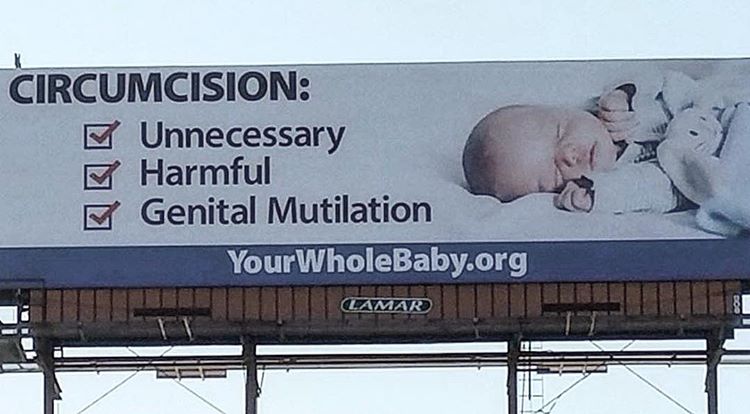 CIRCUMCISION:
Unnecessary
Harmful
Genital Mutilation
YourWholeBaby.org
LAMAR